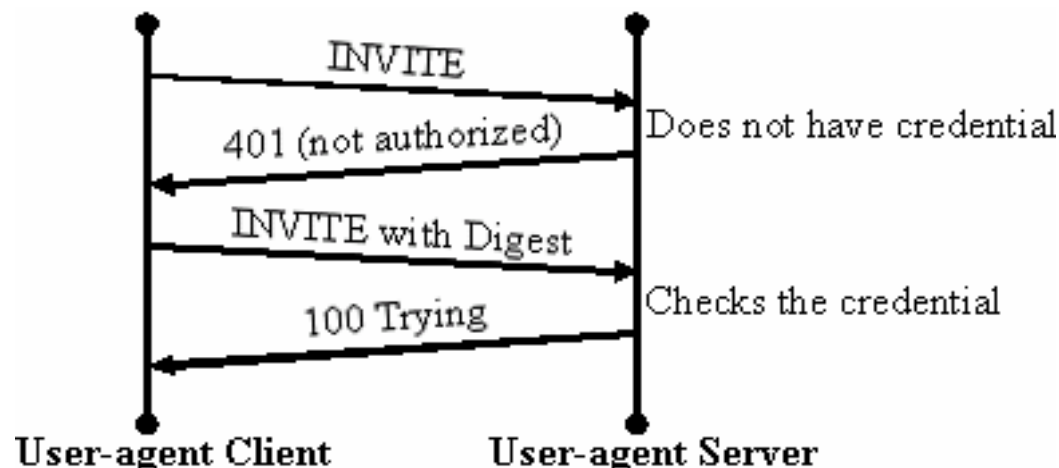 INVITE
Does not have credential
401 (not authorized)
INVITE with Digest
Checks the credential
100 Trying
User-agent Client
User-agent Server